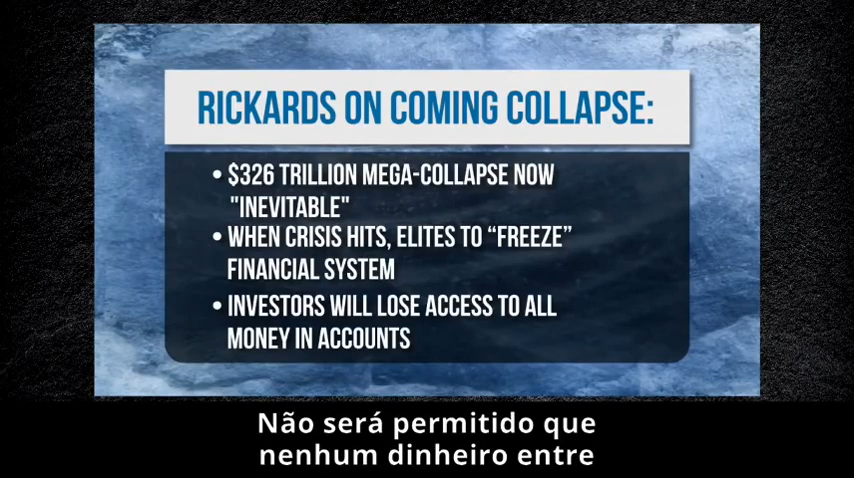 RICKARDS ON COMING COLLAPSE:
• $326 TRILLION MEGA-COLLAPSE NOW
"INEVITABLE"
• WHEN CRISIS HITS, ELITES TO “FREEZE”
FINANCIAL SYSTEM
• INVESTORS WILL LOSE ACCESS TO ALL
MONEY IN ACCOUNTS
Não será permitido que
nenhum dinheiro entre